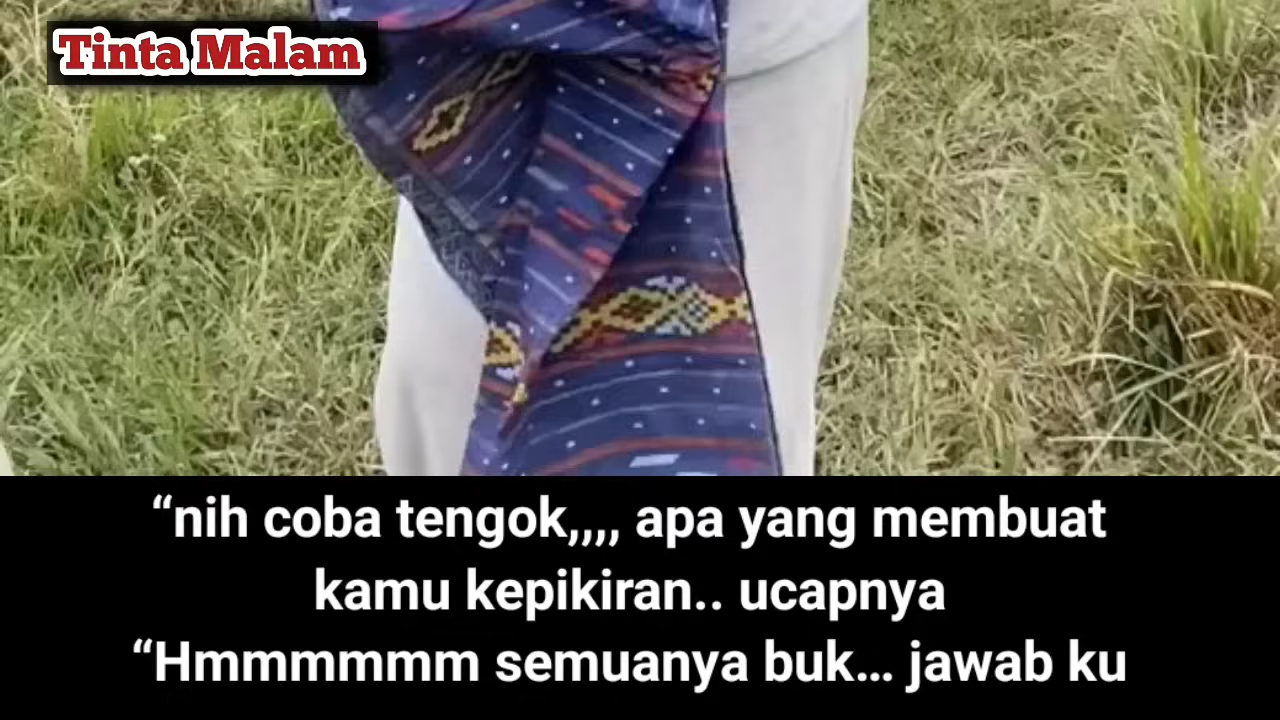 Tinta Malam
“nih coba tengok,,,, apa yang membuat
kamu kepikiran.. ucapnya
“Hmmmmmm semuanya buk... jawab ku